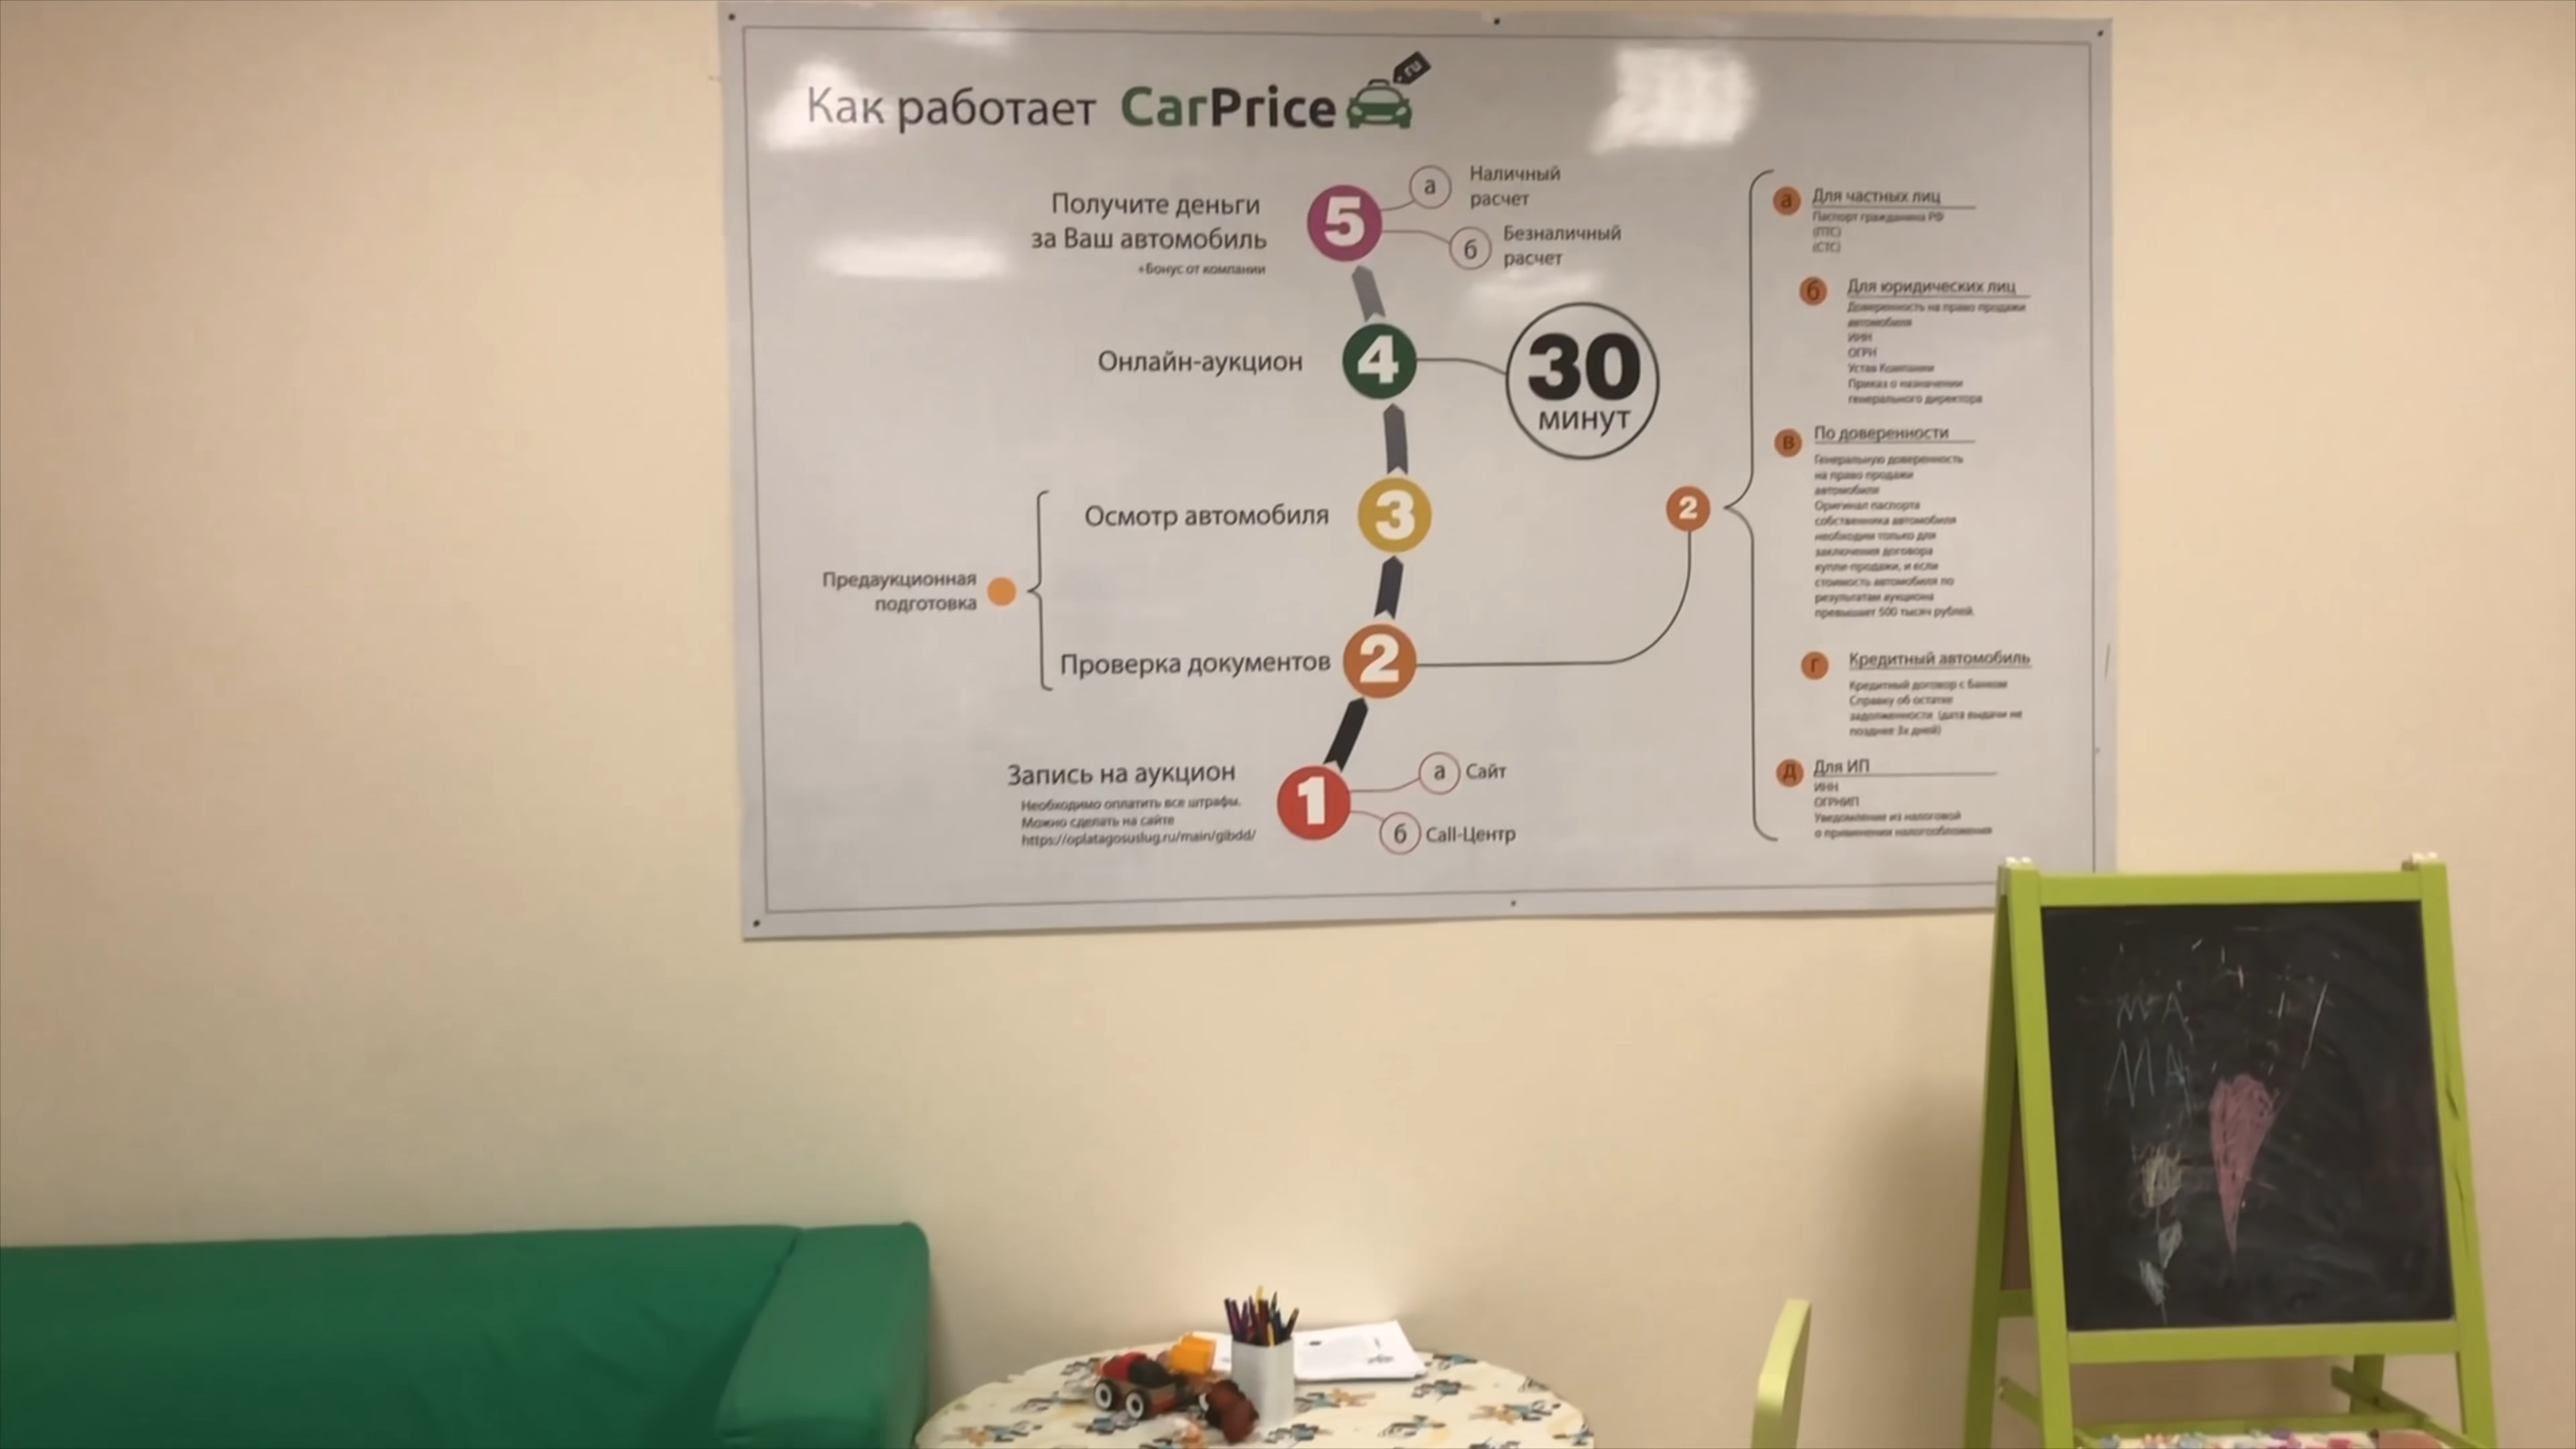 Как работает CarPrice.ru
Получите деньги
за Ваш автомобиль
+Бонус от компании
5
а
Наличный
расчет
б
Безналичный
расчет
Онлайн-аукцион
4
30
минут
Осмотр автомобиля
3
Предаукционная
подготовка
Проверка документов
2
Запись на аукцион
Необходимо оплатить все штрафы.
Можно сделать на сайте
https://oplatagosuslug.ru/main/gibdd/
1
а Сайт
б Call-Центр
2
а Для частных лиц
Паспорт гражданина РФ
(ПТС)
(СТС)
б Для юридических лиц
Доверенность на право продажи
автомобиля
ИНН
ОГРН
Устав Компании
Приказ о назначении
генерального директора
в По доверенности
Генеральную доверенность
на право продажи
автомобиля
Оригинал паспорта
собственника автомобиля
необходим только для
заключения договора
купли-продажи, и если
стоимость автомобиля по
результатам аукциона
превышает 500 тысяч рублей.
г Кредитный автомобиль
Кредитный договор с банком
Справку об остатке
задолженности (дата выдачи не
позднее 3х дней)
д Для ИП
ИНН
ОГРНИП
Уведомление из налоговой
о применении налогообложения
МА
МА